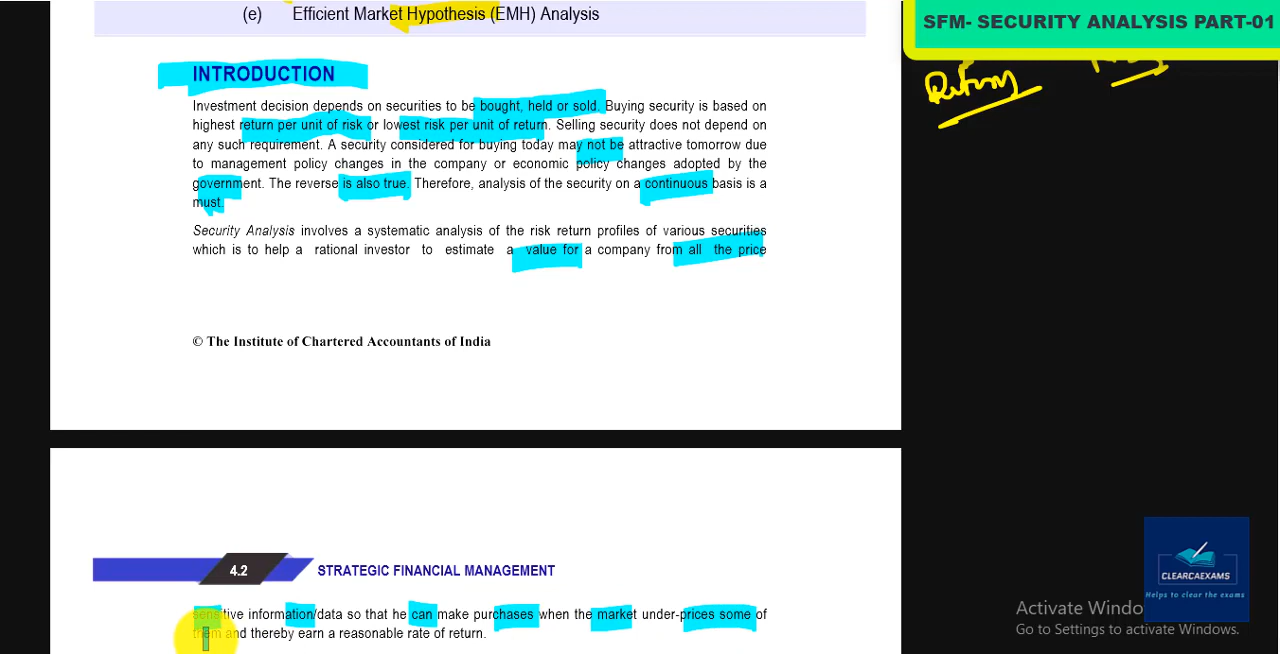 (e) Efficient Market Hypothesis (EMH) Analysis
SFM- SECURITY ANALYSIS PART-01
Return
INTRODUCTION
Investment decision depends on securities to be bought, held or sold. Buying security is based on
highest return per unit of risk or lowest risk per unit of return. Selling security does not depend on
any such requirement. A security considered for buying today may not be attractive tomorrow due
to management policy changes in the company or economic policy changes adopted by the
government. The reverse is also true. Therefore, analysis of the security on a continuous basis is a
must.
Security Analysis involves a systematic analysis of the risk return profiles of various securities
which is to help a rational investor to estimate a value for a company from all the price
© The Institute of Chartered Accountants of India
4.2 STRATEGIC FINANCIAL MANAGEMENT
sensitive information/data so that he can make purchases when the market under-prices some of
them and thereby earn a reasonable rate of return.
CLEARCAEXAMS
Helps to clear the exams
Activate Windo
Go to Settings to activate Windows.